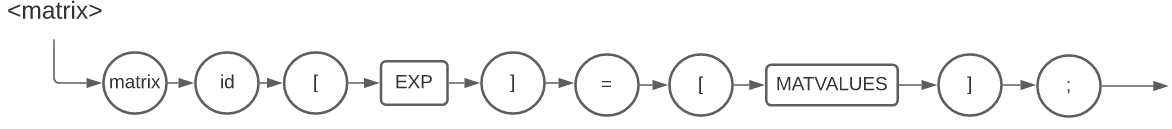 <matrix>
matrix id [ EXP ] = [ MATVALUES ] ;